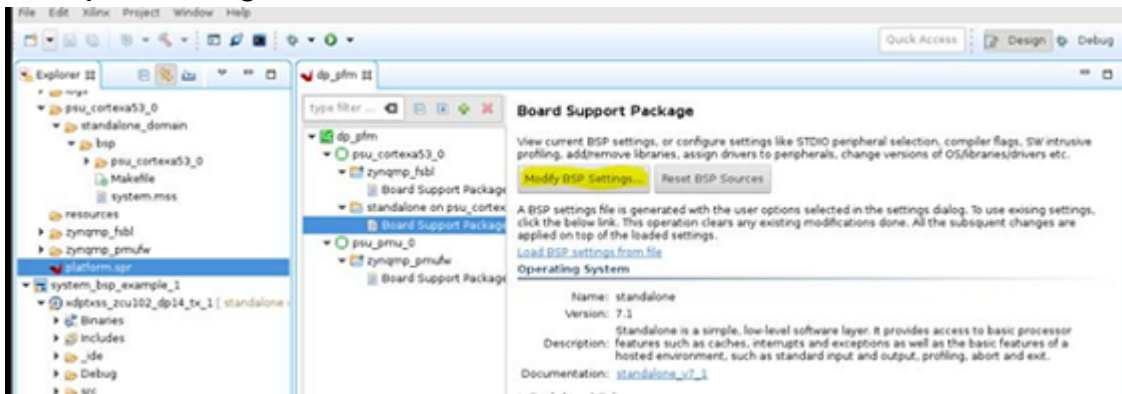 File Edit Xilinx Project Window Help
Quick Access
Design
Debug
Explorer
psu_cortexa53_0
standalone_domain
bsp
psu_cortexa53_0
Makefile
system.mss
resources
zynqmp_fsbl
zynqmp_pmufw
platform.spr
system_bsp_example_1
xdptxss_zcu102_dp14_tx_1 [ standalone
Binaries
Includes
_ide
Debug
src
dp_pfm
type filter ...
dp_pfm
psu_cortexa53_0
zynqmp_fsbl
Board Support Package
standalone on psu_cortex
Board Support Package
psu_pmu_0
zynqmp_pmufw
Board Support Package
Board Support Package
View current BSP settings, or configure settings like STDIO peripheral selection, compiler flags, SW intrusive
profiling, add/remove libraries, assign drivers to peripherals, change versions of OS/libraries/drivers etc.
Modify BSP Settings... Reset BSP Sources
A BSP settings file is generated with the user options selected in the settings dialog. To use exising settings,
click the below link. This operation clears any existing modifications done. All the subsquent changes are
applied on top of the loaded settings.
Load BSP settings from file
Operating System
Name: standalone
Version: 7.1
Standalone is a simple, low-level software layer. It provides access to basic processor
Description: features such as caches, interrupts and exceptions as well as the basic features of a
hosted environment, such as standard input and output, profiling, abort and exit.
Documentation: standalone_v7_1